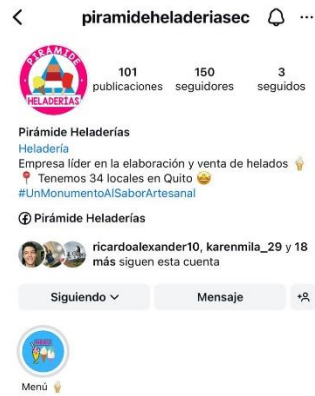 piramideheladeriasec
PIRÁMIDE
HELADERÍAS
101 150 3
publicaciones seguidores seguidos
Pirámide Heladerías
Heladería
Empresa líder en la elaboración y venta de helados 🍦
📍 Tenemos 34 locales en Quito 🤩
#UnMonumentoAlSaborArtesanal
Pirámide Heladerías
ricardoalexander10, karenmila_29 y 18
más siguen esta cuenta
Siguiendo Mensaje
Menú 🍦